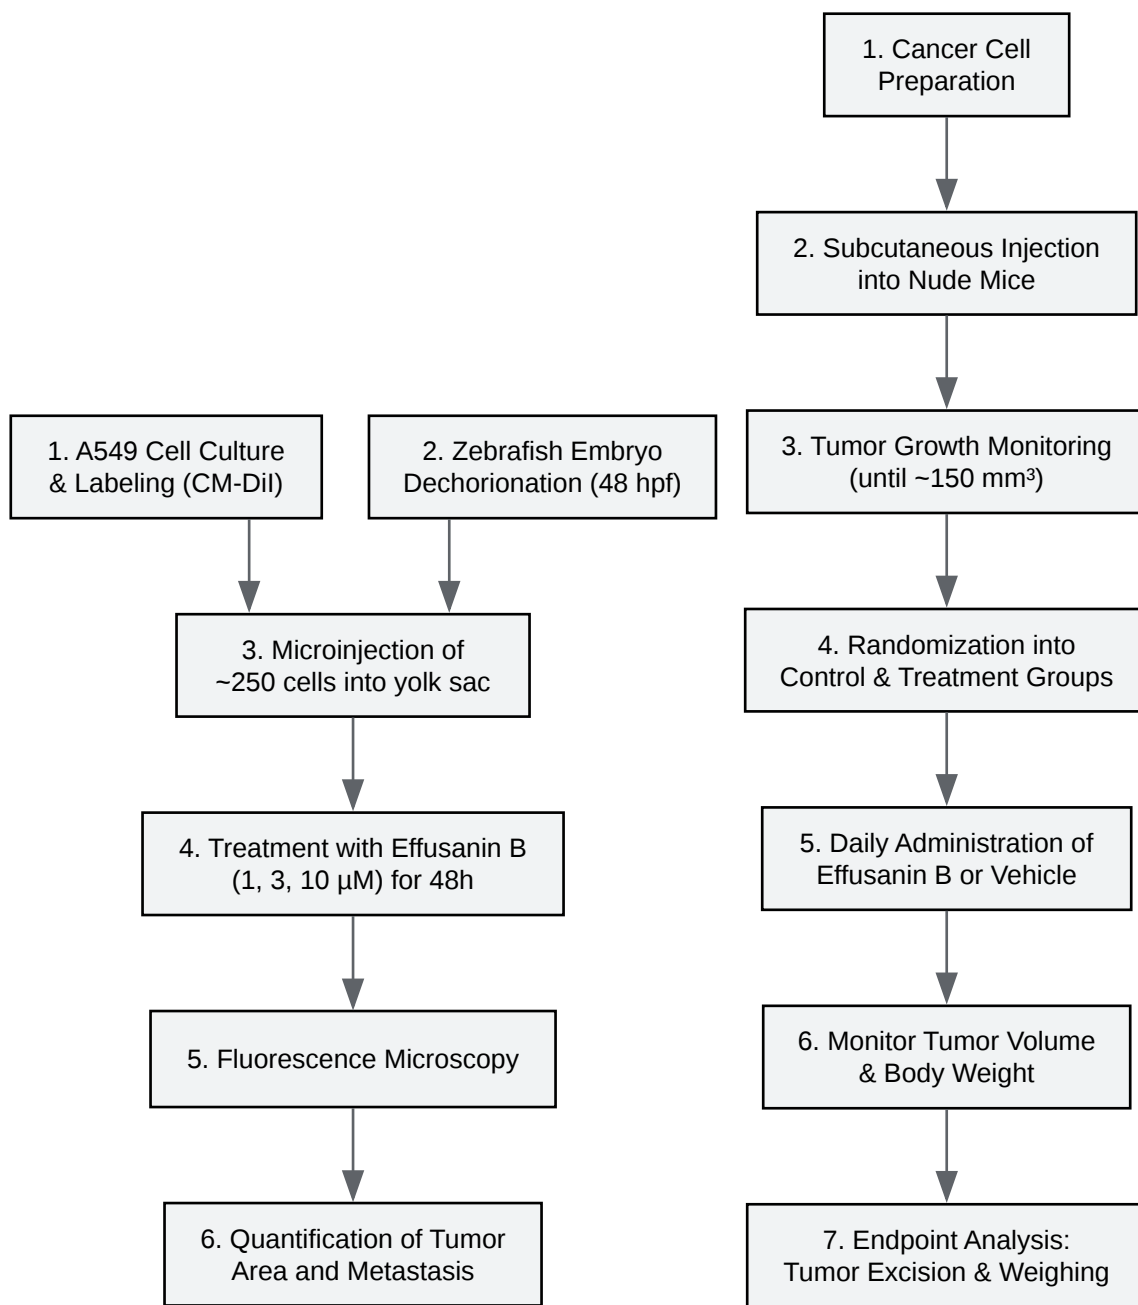 1. A549 Cell Culture
& Labeling (CM-DiI)
2. Zebrafish Embryo
Dechorionation (48 hpf)
3. Microinjection of
~250 cells into yolk sac
4. Treatment with Effusanin B
(1, 3, 10 µM) for 48h
5. Fluorescence Microscopy
6. Quantification of Tumor
Area and Metastasis
1. Cancer Cell
Preparation
2. Subcutaneous Injection
into Nude Mice
3. Tumor Growth Monitoring
(until ~150 mm³)
4. Randomization into
Control & Treatment Groups
5. Daily Administration of
Effusanin B or Vehicle
6. Monitor Tumor Volume
& Body Weight
7. Endpoint Analysis:
Tumor Excision & Weighing